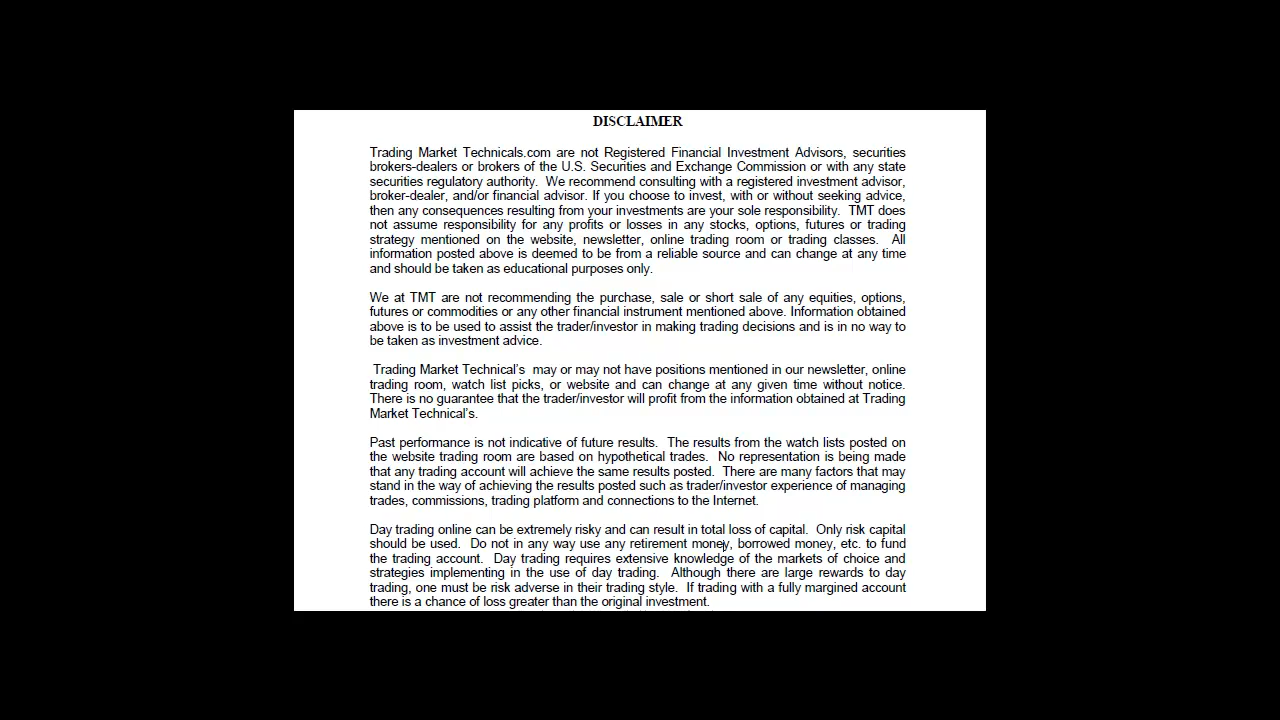 DISCLAIMER
Trading Market Technicals.com are not Registered Financial Investment Advisors, securities
brokers-dealers or brokers of the U.S. Securities and Exchange Commission or with any state
securities regulatory authority.  We recommend consulting with a registered investment advisor,
broker-dealer, and/or financial advisor. If you choose to invest, with or without seeking advice,
then any consequences resulting from your investments are your sole responsibility.  TMT does
not assume responsibility for any profits or losses in any stocks, options, futures or trading
strategy mentioned on the website, newsletter, online trading room or trading classes.  All
information posted above is deemed to be from a reliable source and can change at any time
and should be taken as educational purposes only.
We at TMT are not recommending the purchase, sale or short sale of any equities, options,
futures or commodities or any other financial instrument mentioned above. Information obtained
above is to be used to assist the trader/investor in making trading decisions and is in no way to
be taken as investment advice.
Trading Market Technical's  may or may not have positions mentioned in our newsletter, online
trading room, watch list picks, or website and can change at any given time without notice.
There is no guarantee that the trader/investor will profit from the information obtained at Trading
Market Technical's.
Past performance is not indicative of future results.  The results from the watch lists posted on
the website trading room are based on hypothetical trades.  No representation is being made
that any trading account will achieve the same results posted.  There are many factors that may
stand in the way of achieving the results posted such as trader/investor experience of managing
trades, commissions, trading platform and connections to the Internet.
Day trading online can be extremely risky and can result in total loss of capital.  Only risk capital
should be used.  Do not in any way use any retirement money, borrowed money, etc. to fund
the trading account.  Day trading requires extensive knowledge of the markets of choice and
strategies implementing in the use of day trading.  Although there are large rewards to day
trading, one must be risk adverse in their trading style.  If trading with a fully margined account
there is a chance of loss greater than the original investment.